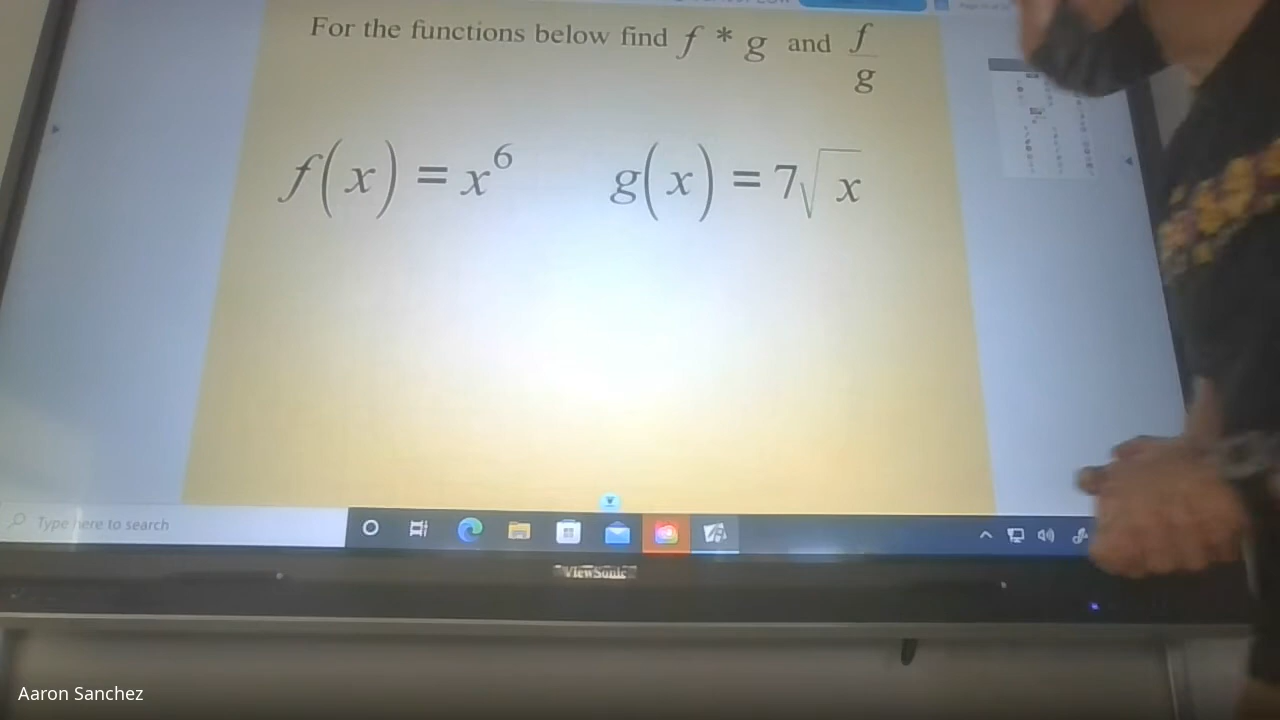 For the functions below find f * g and f/g
f(x) = x^6 g(x) = 7√x
Type here to search
ViewSonic
Aaron Sanchez